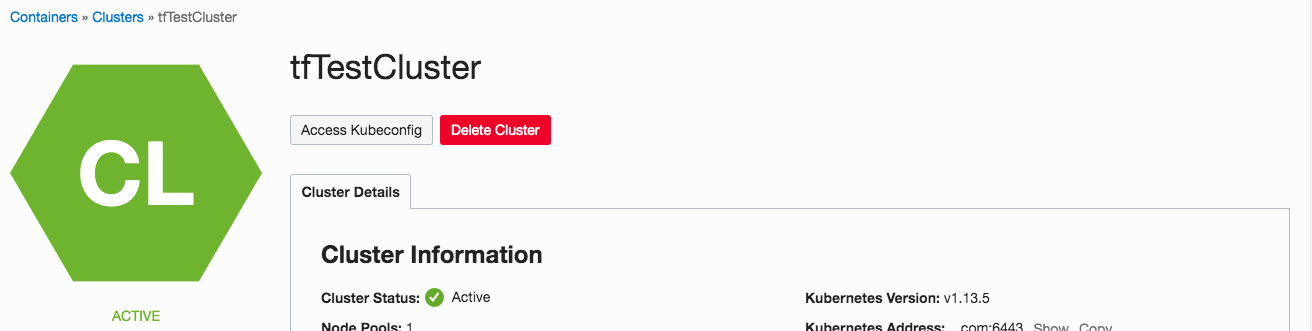 Containers » Clusters » tfTestCluster
tfTestCluster
Access Kubeconfig Delete Cluster
CL
Cluster Details
Cluster Information
Cluster Status: Active Kubernetes Version: v1.13.5
ACTIVE
Node Pools: 1 Kubernetes Address: ...com:6443 Show Copy